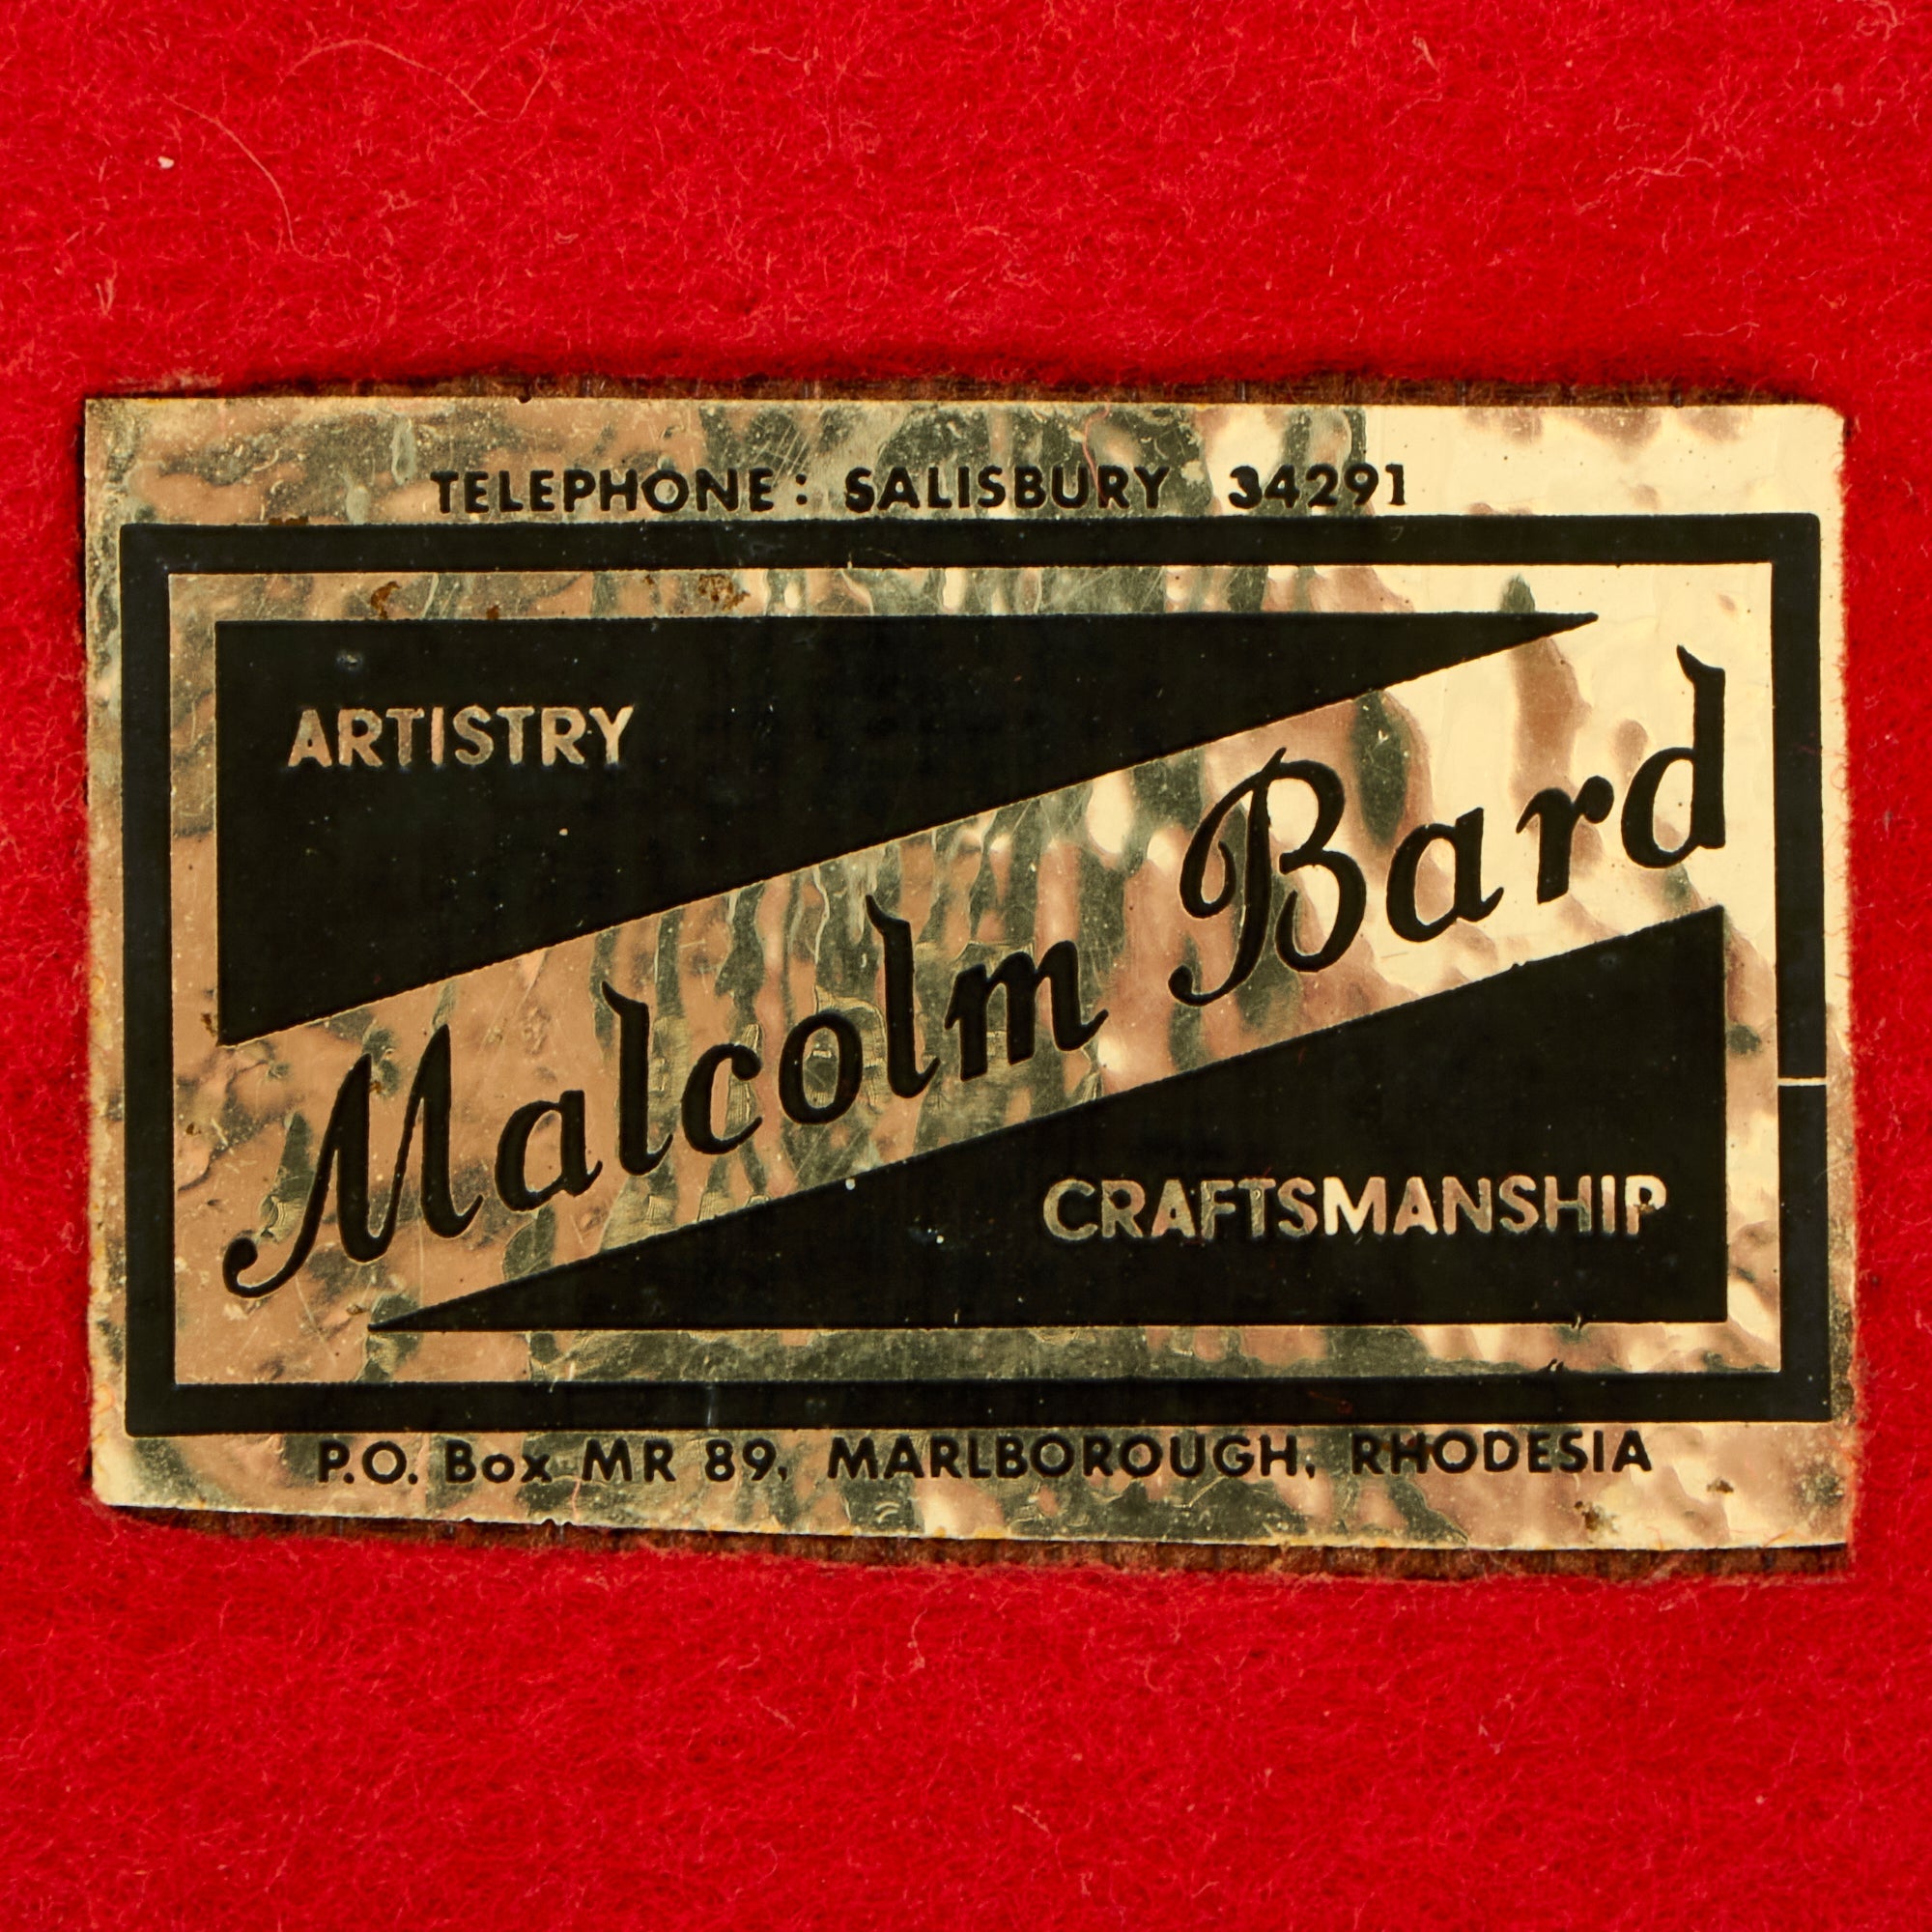 TELEPHONE: SALISBURY 34291
ARTISTRY
Malcolm Bard
CRAFTSMANSHIP
P.O. Box MR 89, MARLBOROUGH, RHODESIA